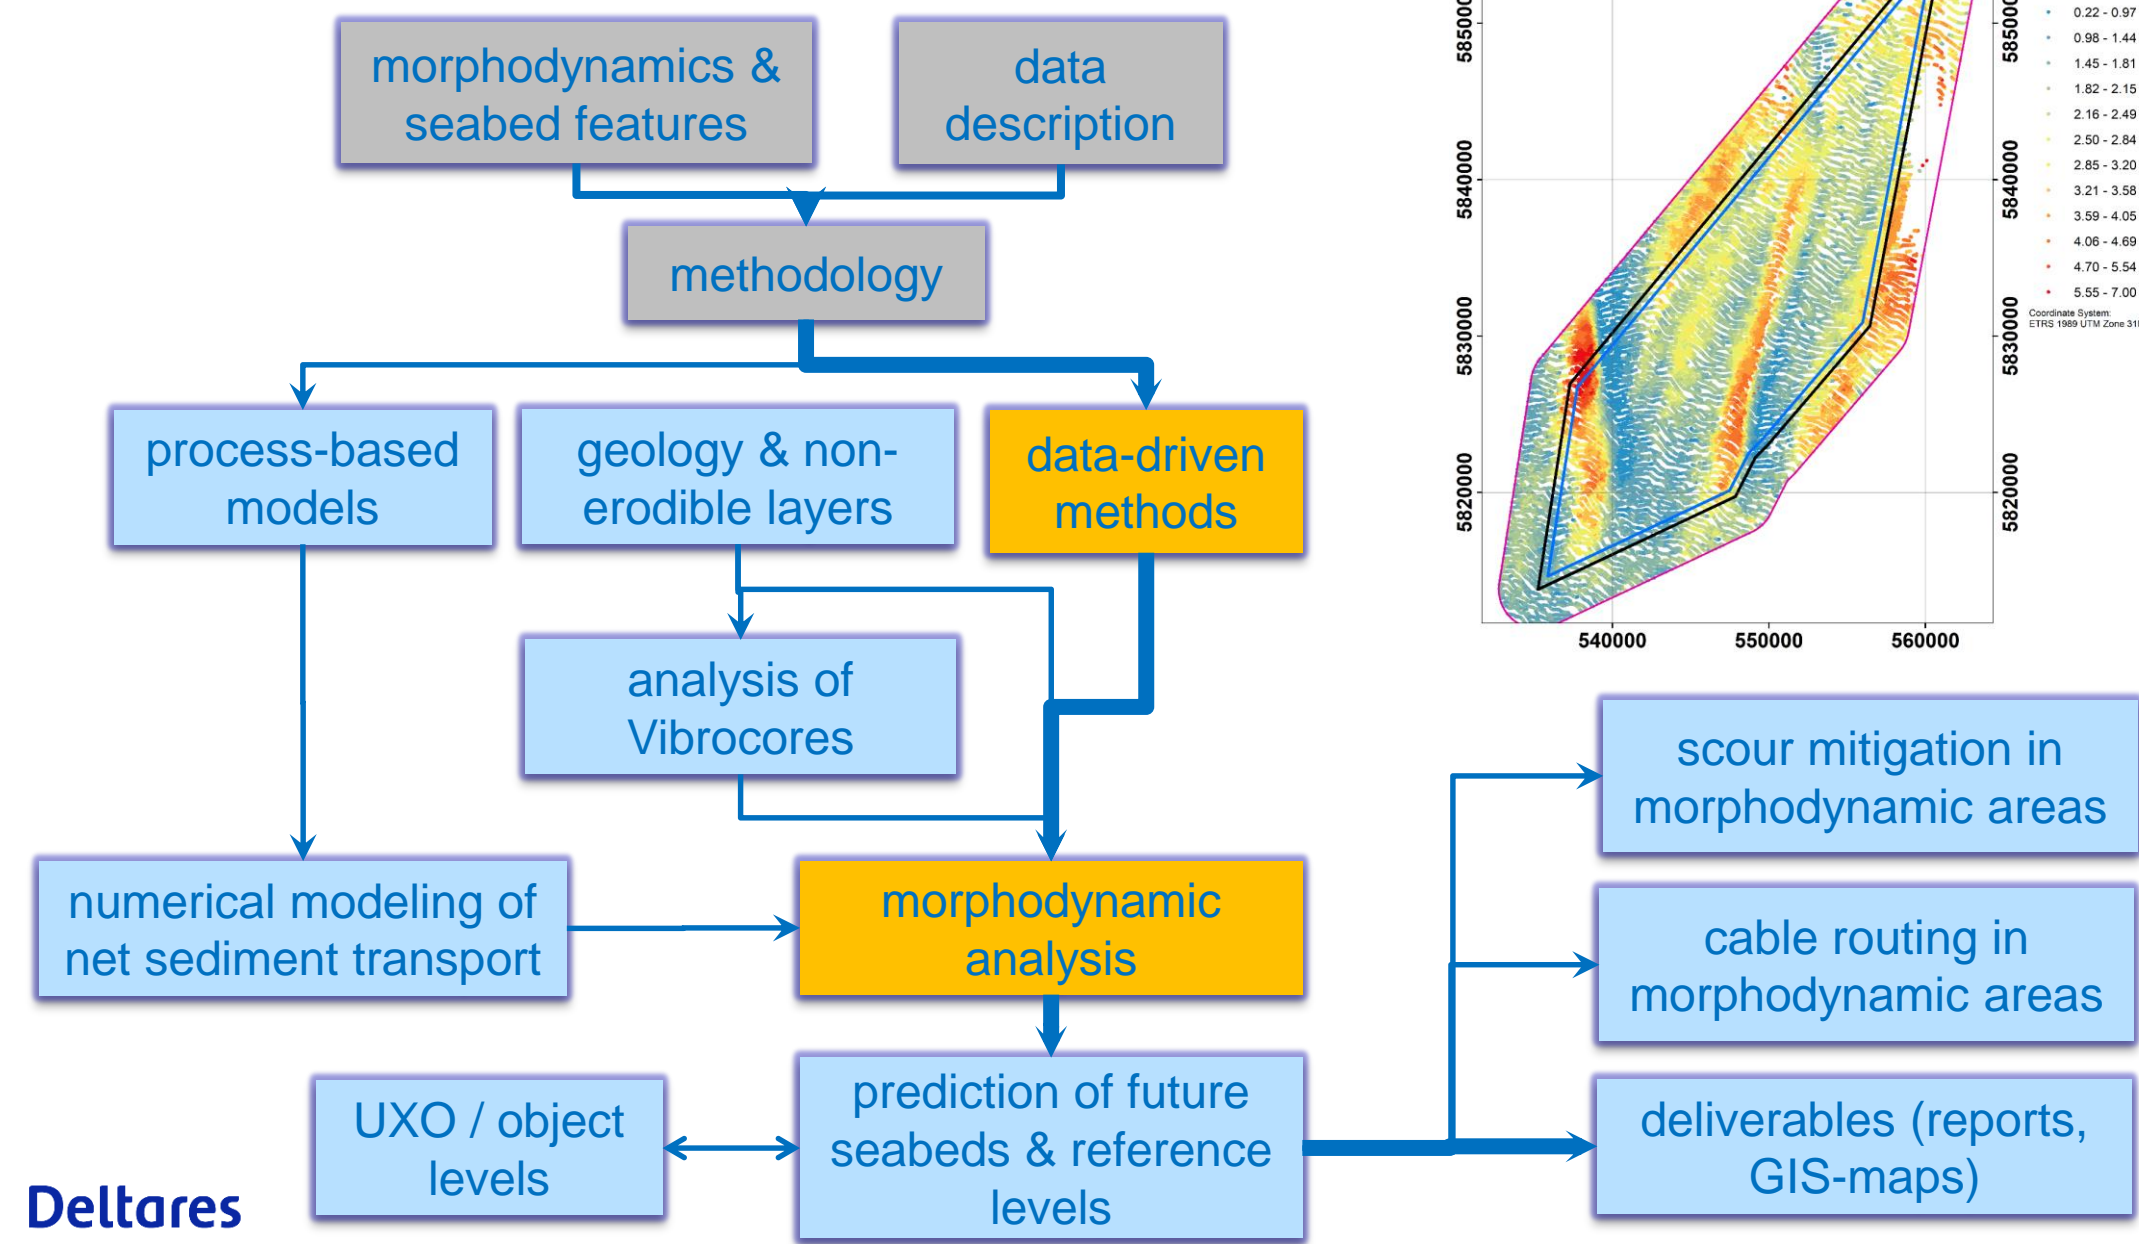 morphodynamics &
seabed features
data
description
methodology
process-based
models
geology & non-
erodible layers
data-driven
methods
analysis of
Vibrocores
numerical modeling of
net sediment transport
morphodynamic
analysis
UXO / object
levels
prediction of future
seabeds & reference
levels
scour mitigation in
morphodynamic areas
cable routing in
morphodynamic areas
deliverables (reports,
GIS-maps)
Deltares
5840000
5830000
5820000
540000
550000
560000
5840000
5830000
5820000
0.22 - 0.97
0.98 - 1.44
1.45 - 1.81
1.82 - 2.15
2.16 - 2.49
2.50 - 2.84
2.85 - 3.20
3.21 - 3.58
3.59 - 4.05
4.06 - 4.69
4.70 - 5.54
5.55 - 7.00
Coordinate System:
ETRS 1989 UTM Zone